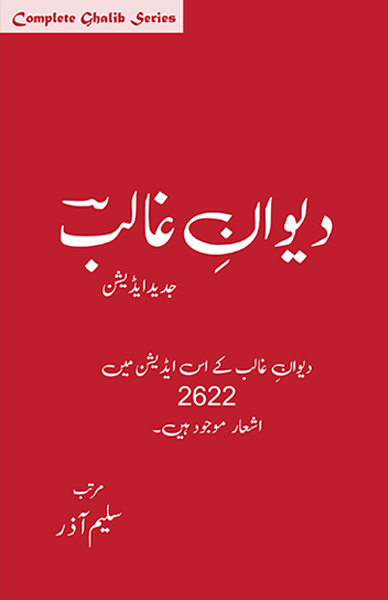 Complete Ghalib Series
دیوانِ غالبؔ
جدید ایڈیشن
دیوانِ غالب کے اس ایڈیشن میں
2622
اشعار موجود ہیں۔
مرتب
سلیم آذر